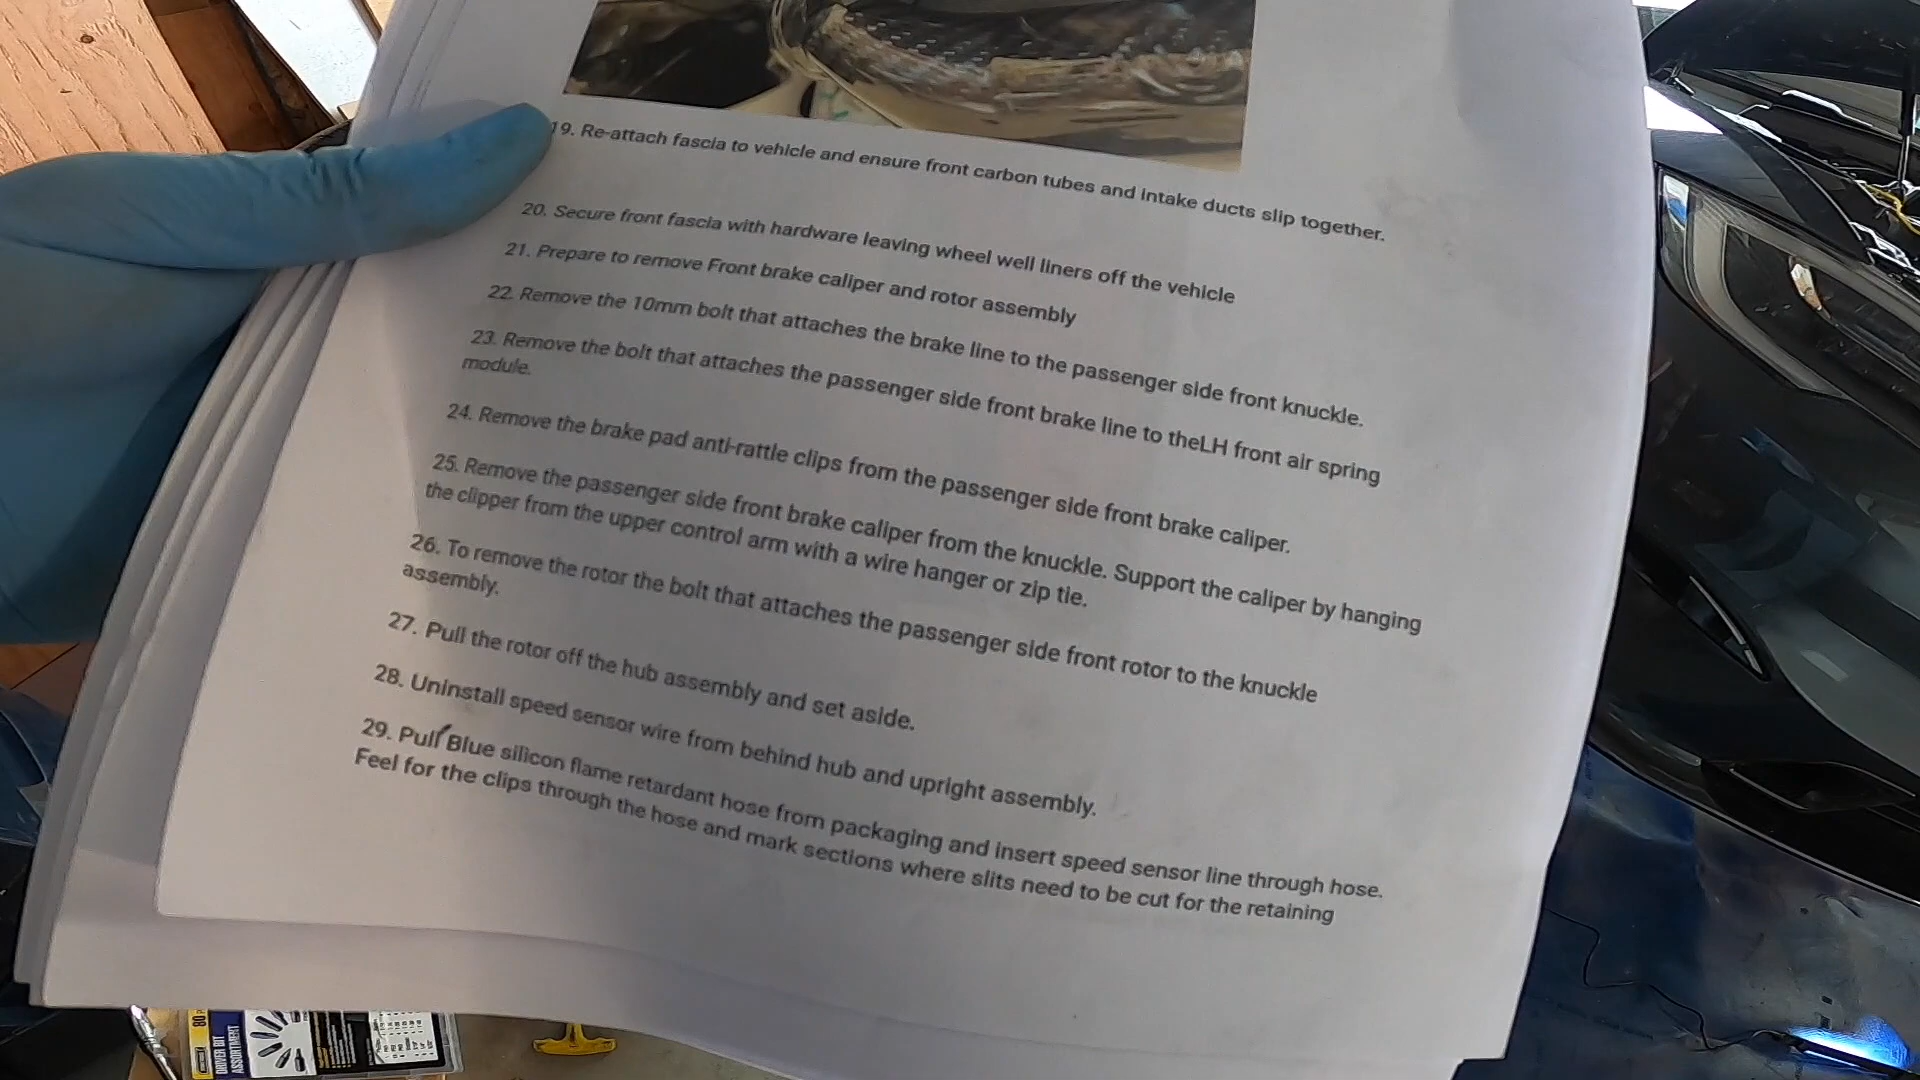 19. Re-attach fascia to vehicle and ensure front carbon tubes and intake ducts slip together.
20. Secure front fascia with hardware leaving wheel well liners off the vehicle
21. Prepare to remove Front brake caliper and rotor assembly
22. Remove the 10mm bolt that attaches the brake line to the passenger side front knuckle.
23. Remove the bolt that attaches the passenger side front brake line to theLH front air spring
module.
24. Remove the brake pad anti-rattle clips from the passenger side front brake caliper.
25. Remove the passenger side front brake caliper from the knuckle. Support the caliper by hanging
the clipper from the upper control arm with a wire hanger or zip tie.
26. To remove the rotor the bolt that attaches the passenger side front rotor to the knuckle
assembly.
27. Pull the rotor off the hub assembly and set aside.
28. Uninstall speed sensor wire from behind hub and upright assembly.
29. Pull Blue silicon flame retardant hose from packaging and insert speed sensor line through hose.
Feel for the clips through the hose and mark sections where slits need to be cut for the retaining
80
DRIVER BIT
ASSORTMENT